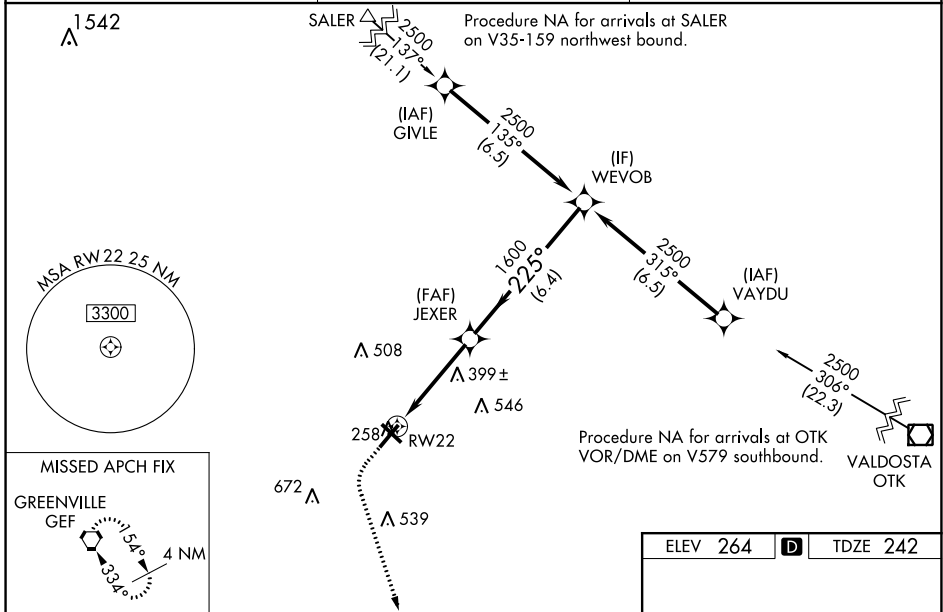 1542
SALER
2500
137°
(21.1)
Procedure NA for arrivals at SALER
on V35-159 northwest bound.
(IAF)
GIVLE
2500
135°
(6.5)
(IF)
WEVOB
MSA RW 22 25 NM
3300
1600
225°
(6.4)
2500
315°
(6.5)
(IAF)
VAYDU
(FAF)
JEXER
508
399 ±
546
2500
306°
(22.3)
258
RW22
Procedure NA for arrivals at OTK
VOR/DME on V579 southbound.
VALDOSTA
OTK
MISSED APCH FIX
GREENVILLE
GEF
154°
334°
4 NM
672
539
ELEV 264 D TDZE 242